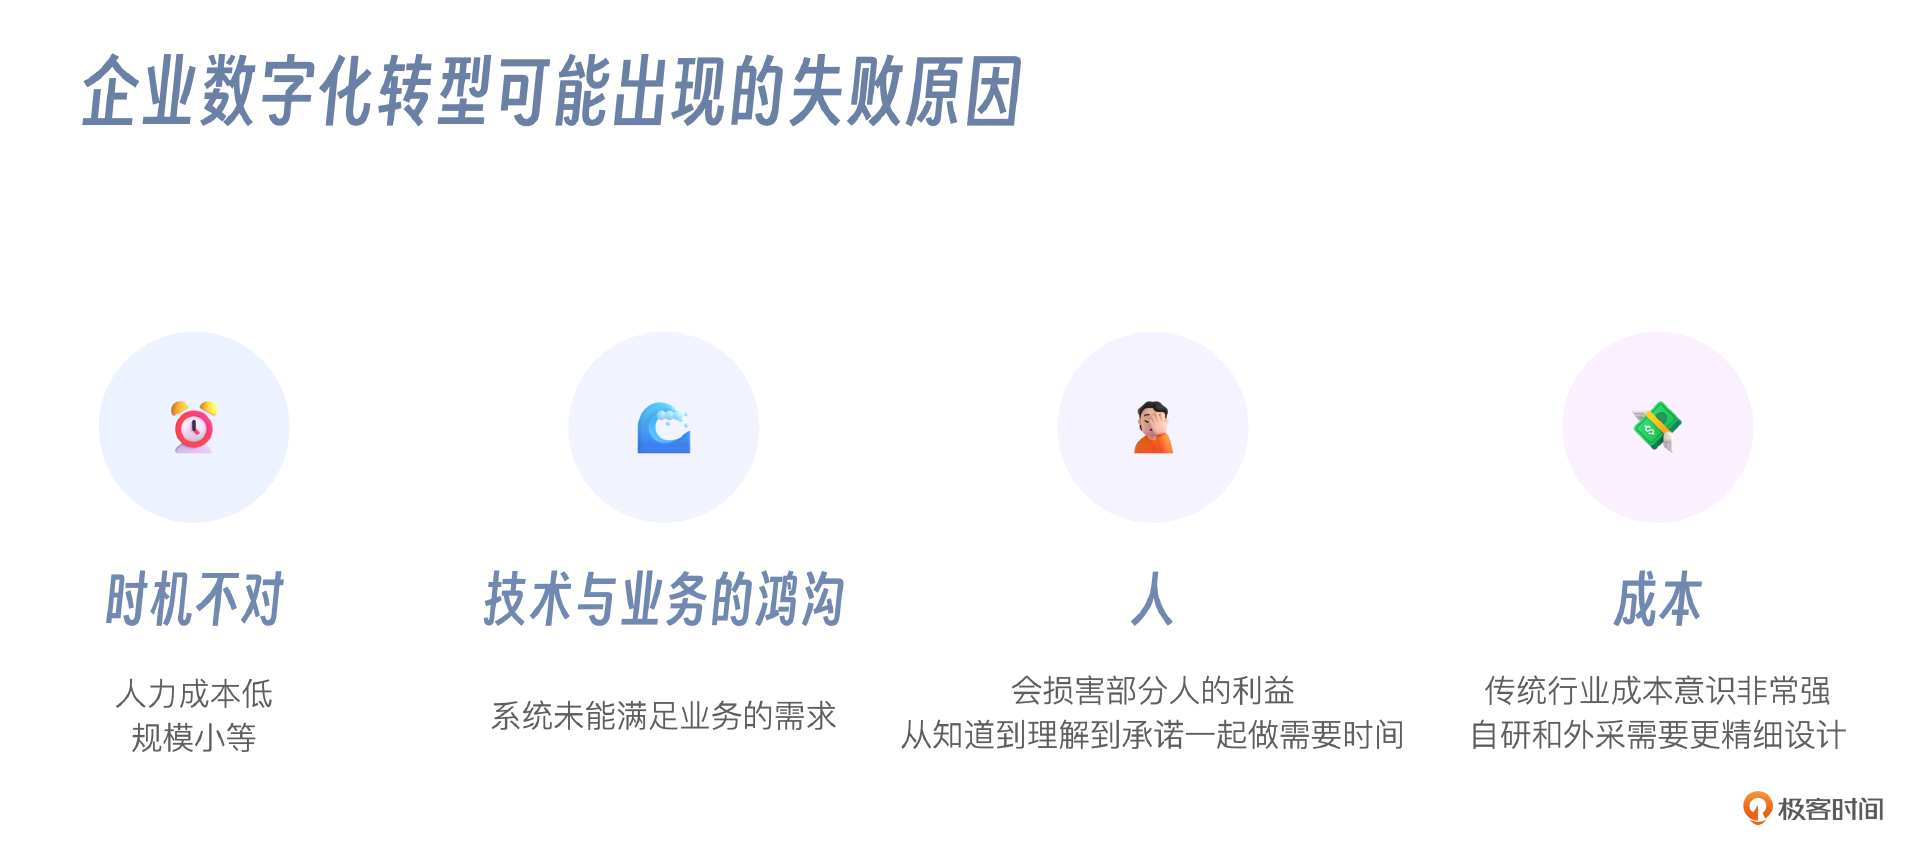 企业数字化转型可能出现的失败原因
时机不对
人力成本低
规模小等
技术与业务的鸿沟
系统未能满足业务的需求
人
会损害部分人的利益
从知道到理解到承诺一起做需要时间
成本
传统行业成本意识非常强
自研和外采需要更精细设计
极客时间